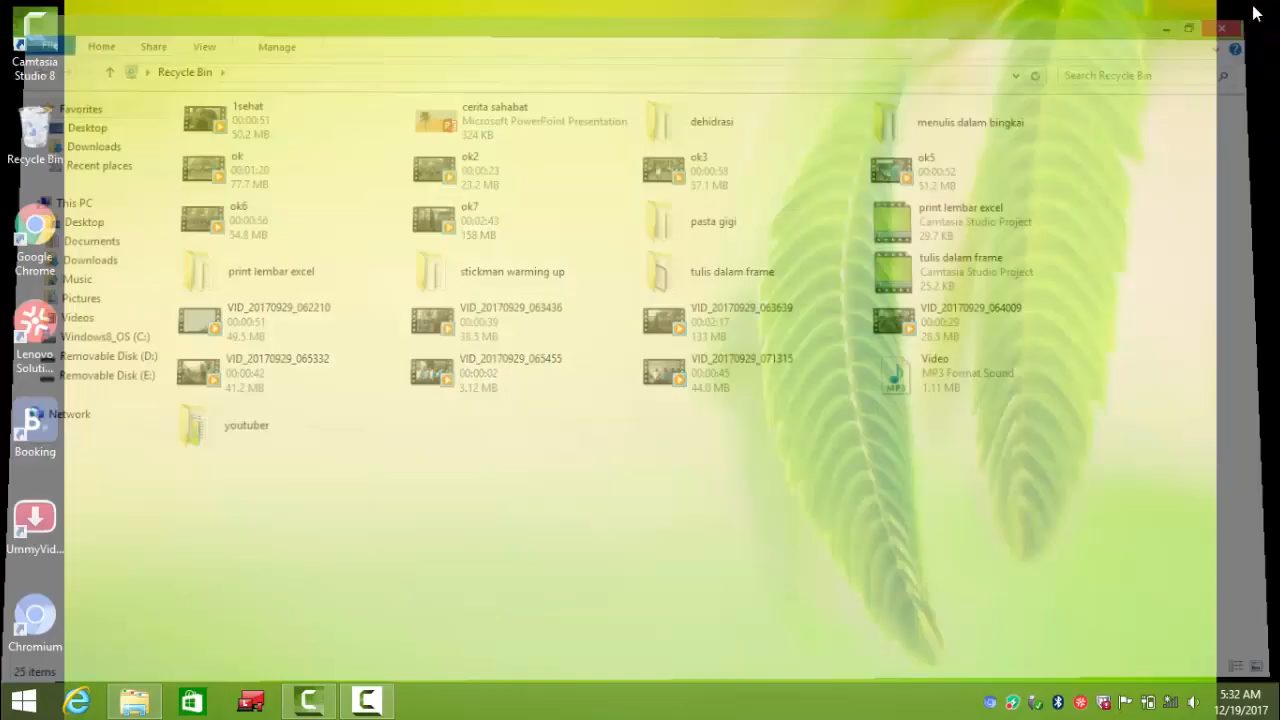 Camtasia
Studio 8
Recycle Bin
Google
Chrome
Lenovo
Soluti...
Booking
UmmyVid...
Chromium
File
Home
Share
View
Manage
Recycle Bin
Search Recycle Bin
Favorites
Desktop
Downloads
Recent places
This PC
Desktop
Documents
Downloads
Music
Pictures
Videos
Windows8_OS (C:)
Removable Disk (D:)
Removable Disk (E:)
Network
1sehat
00:00:51
50.2 MB
cerita sahabat
Microsoft PowerPoint Presentation
324 KB
dehidrasi
menulis dalam bingkai
ok
00:01:20
77.7 MB
ok2
00:00:23
23.2 MB
ok3
00:00:58
57.1 MB
ok5
00:00:52
51.2 MB
ok6
00:00:56
54.8 MB
ok7
00:02:43
158 MB
pasta gigi
print lembar excel
Camtasia Studio Project
29.7 KB
print lembar excel
stickman warming up
tulis dalam frame
tulis dalam frame
Camtasia Studio Project
25.2 KB
VID_20170929_062210
00:00:51
49.5 MB
VID_20170929_063436
00:00:39
38.5 MB
VID_20170929_063639
00:02:17
133 MB
VID_20170929_064009
00:00:29
28.5 MB
VID_20170929_065332
00:00:42
41.2 MB
VID_20170929_065455
00:00:02
3.12 MB
VID_20170929_071315
00:00:45
44.0 MB
Video
MP3 Format Sound
1.11 MB
MP3
youtuber
25 items
5:32 AM
12/19/2017